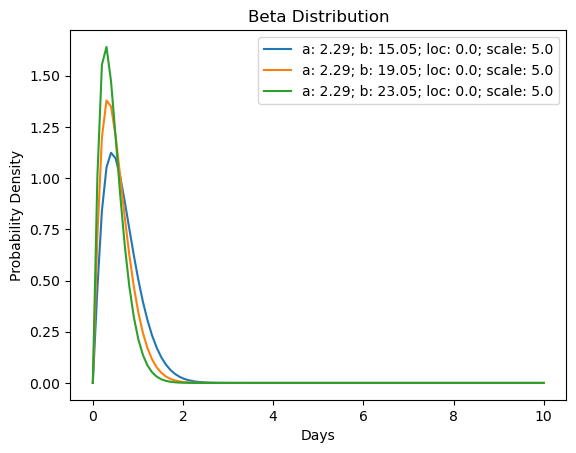 Beta Distribution
a: 2.29; b: 15.05; loc: 0.0; scale: 5.0
a: 2.29; b: 19.05; loc: 0.0; scale: 5.0
a: 2.29; b: 23.05; loc: 0.0; scale: 5.0
Probability Density
1.50
1.25
1.00
0.75
0.50
0.25
0.00
0 2 4 6 8 10
Days